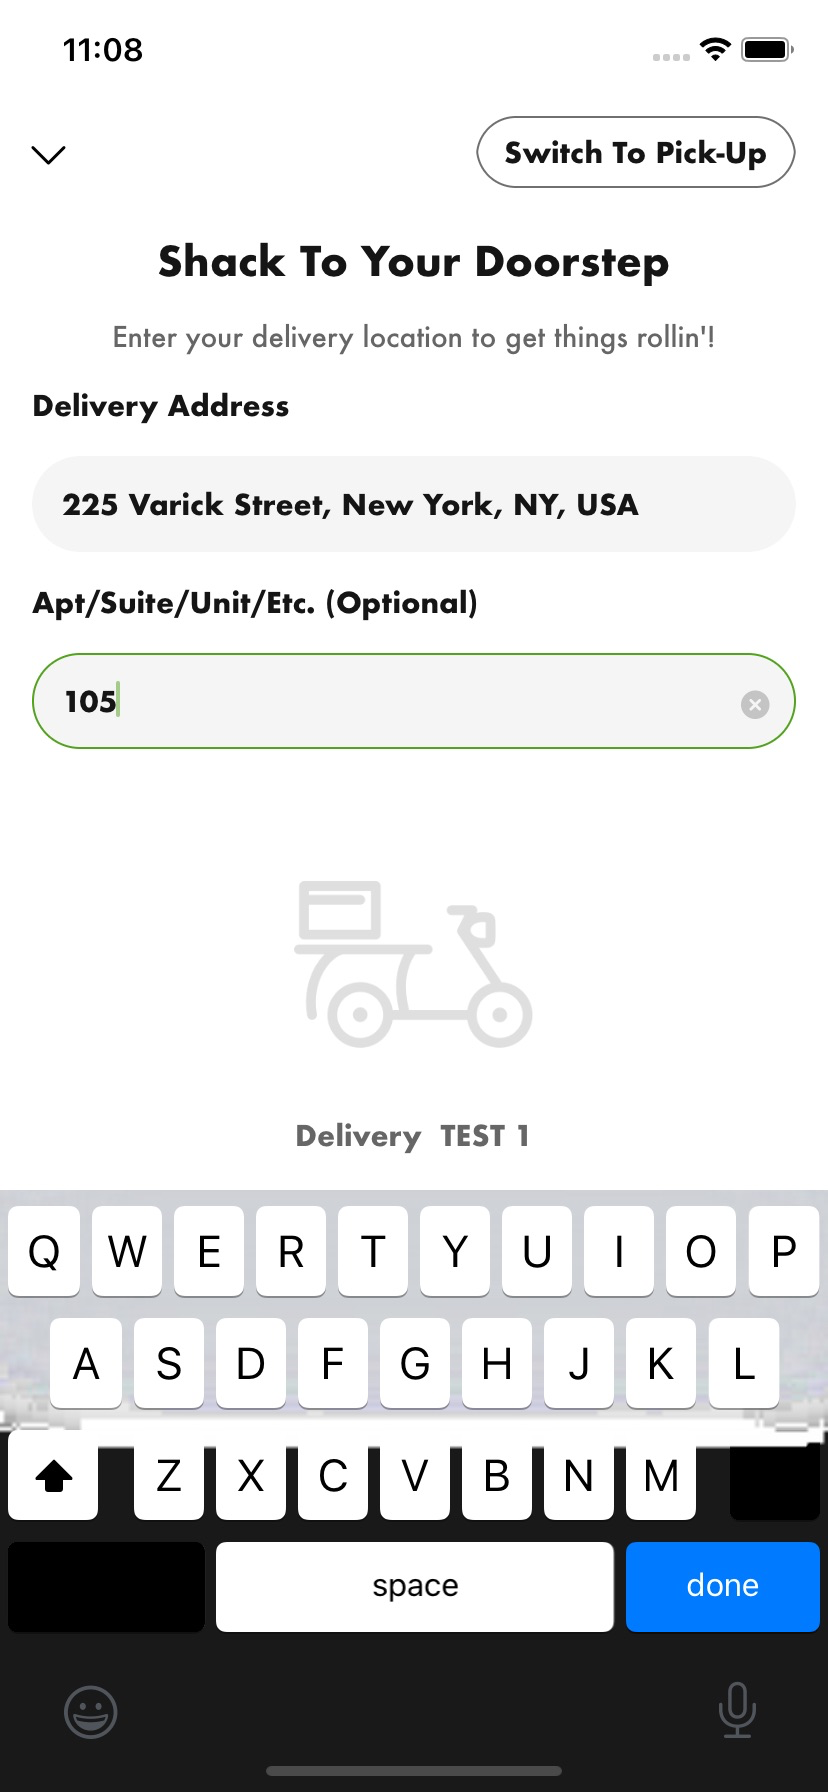 11:08
Switch To Pick-Up
Shack To Your Doorstep
Enter your delivery location to get things rollin'!
Delivery Address
225 Varick Street, New York, NY, USA
Apt/Suite/Unit/Etc. (Optional)
105
Delivery  TEST 1
Q W E R T Y U I O P
A S D F G H J K L
Z X C V B N M
space done